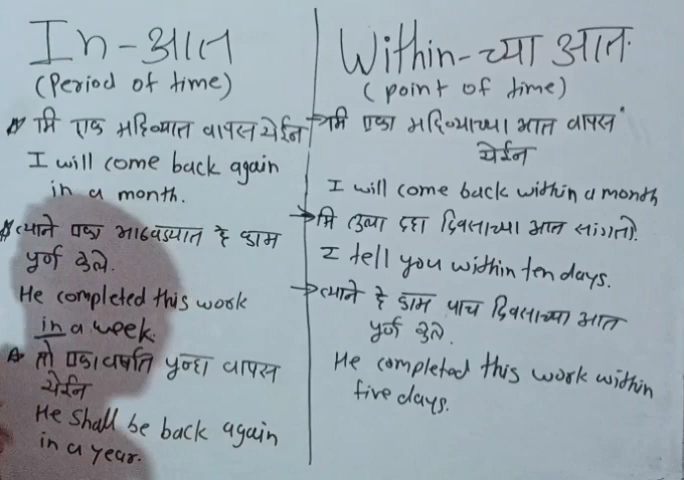 In-आत
(Period of time)
मि एक महिन्यात वापस येईन
I will come back again
in a month.
त्याने एका आठवड्यात हे काम
पूर्ण केले.
He completed this work
in a week.
तो एका वर्षात पुन्हा वापस
येईन
He shall be back again
in a year.
Within-च्या आत
(point of time)
मि एका महिन्याच्या आत वापस
येईन
I will come back within a month
मि तुला दहा दिवसाच्या आत सांगतो.
I tell you within ten days.
त्याने हे काम पाच दिवसाच्या आत
पूर्ण केले.
He completed this work within
five days.